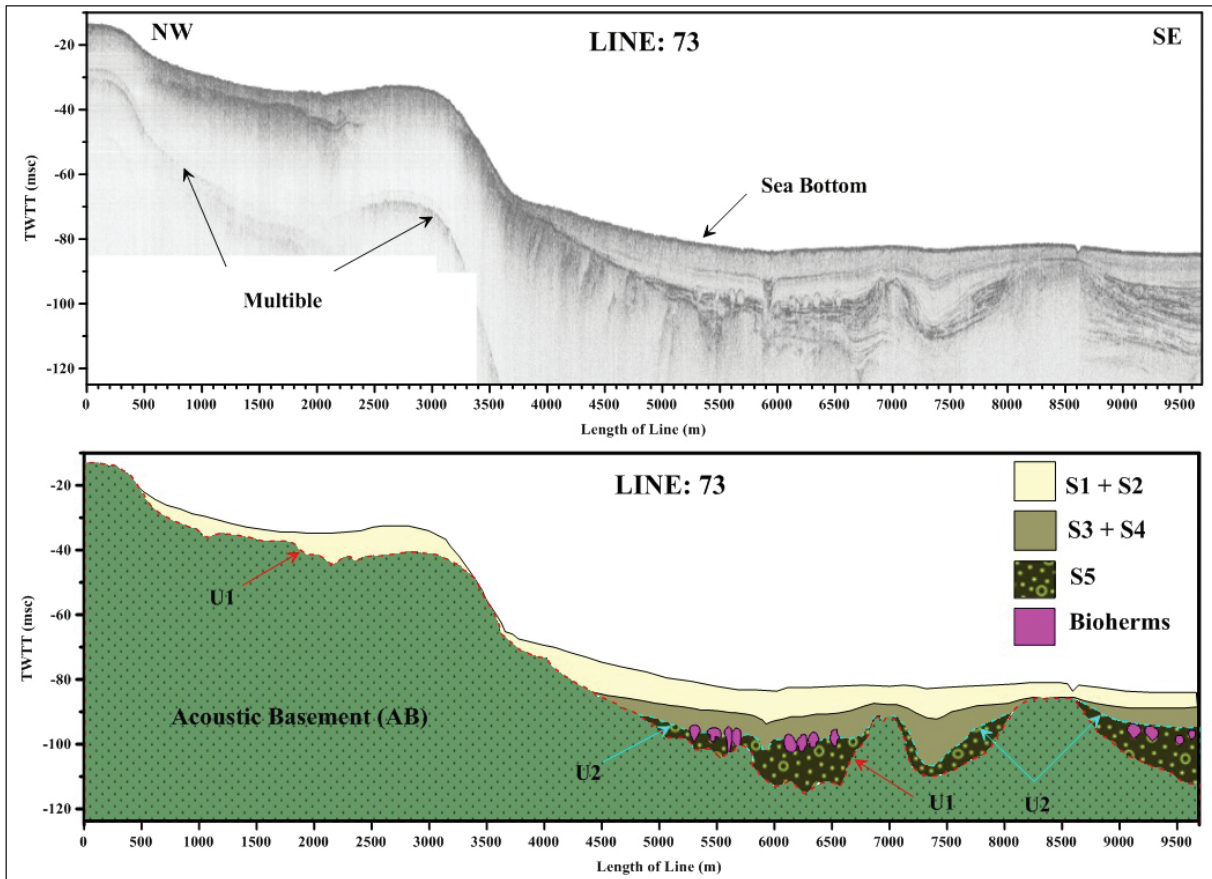 NW
LINE: 73
SE
-20
-40
-60
-80
-100
-120
TWTT (msc)
Sea Bottom
Multible
0 500 1000 1500 2000 2500 3000 3500 4000 4500 5000 5500 6000 6500 7000 7500 8000 8500 9000 9500
Length of Line (m)
LINE: 73
S1 + S2
S3 + S4
S5
Bioherms
-20
-40
-60
-80
-100
-120
TWTT (msc)
U1
Acoustic Basement (AB)
U2
U1
U2
0 500 1000 1500 2000 2500 3000 3500 4000 4500 5000 5500 6000 6500 7000 7500 8000 8500 9000 9500
Length of Line (m)